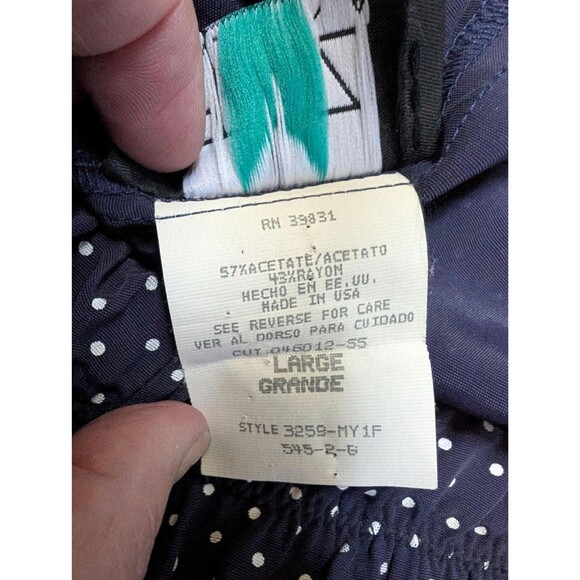 RN 39831
57%ACETATE/ACETATO
43%RAYON
HECHO EN EE.UU.
MADE IN USA
SEE REVERSE FOR CARE
VER AL DORSO PARA CUIDADO
CUT 046012-55
LARGE
GRANDE
STYLE 3259-MY1F
545-2-6